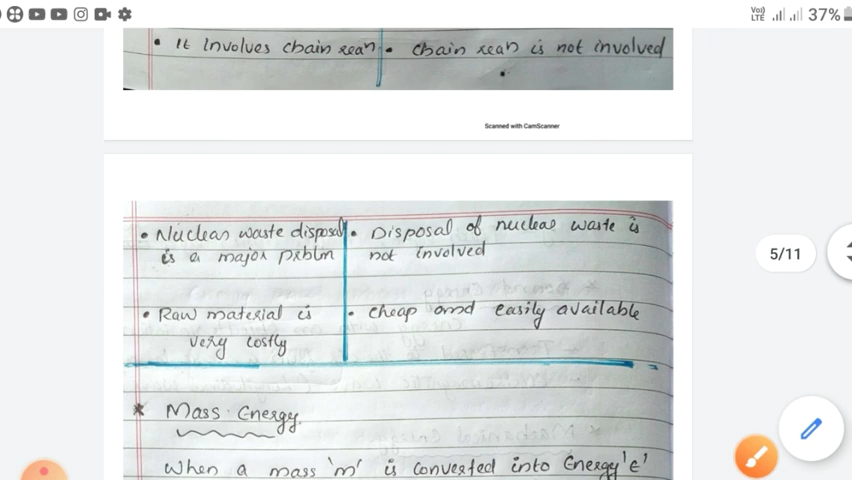 Vo)) LTE 37%
• It Involves chain rean • chain rean is not involved
Scanned with CamScanner
• Nuclear waste disposal • Disposal of nuclear waste is
is a major prblm not involved
5/11
• Raw material is • cheap and easily available
very costly
* Mass Energy
When a mass 'm' is converted into Energy 'E'